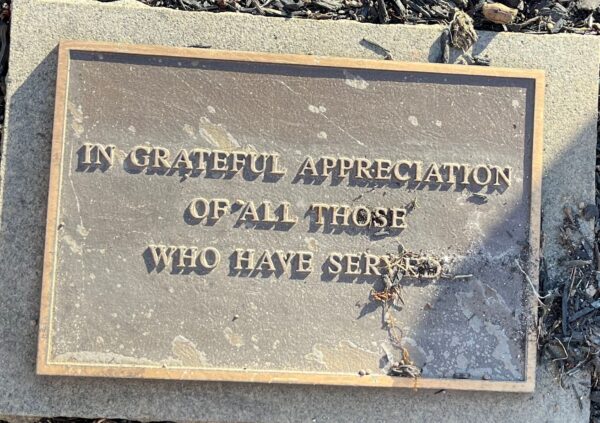 IN GRATEFUL APPRECIATION
OF ALL THOSE
WHO HAVE SERVED